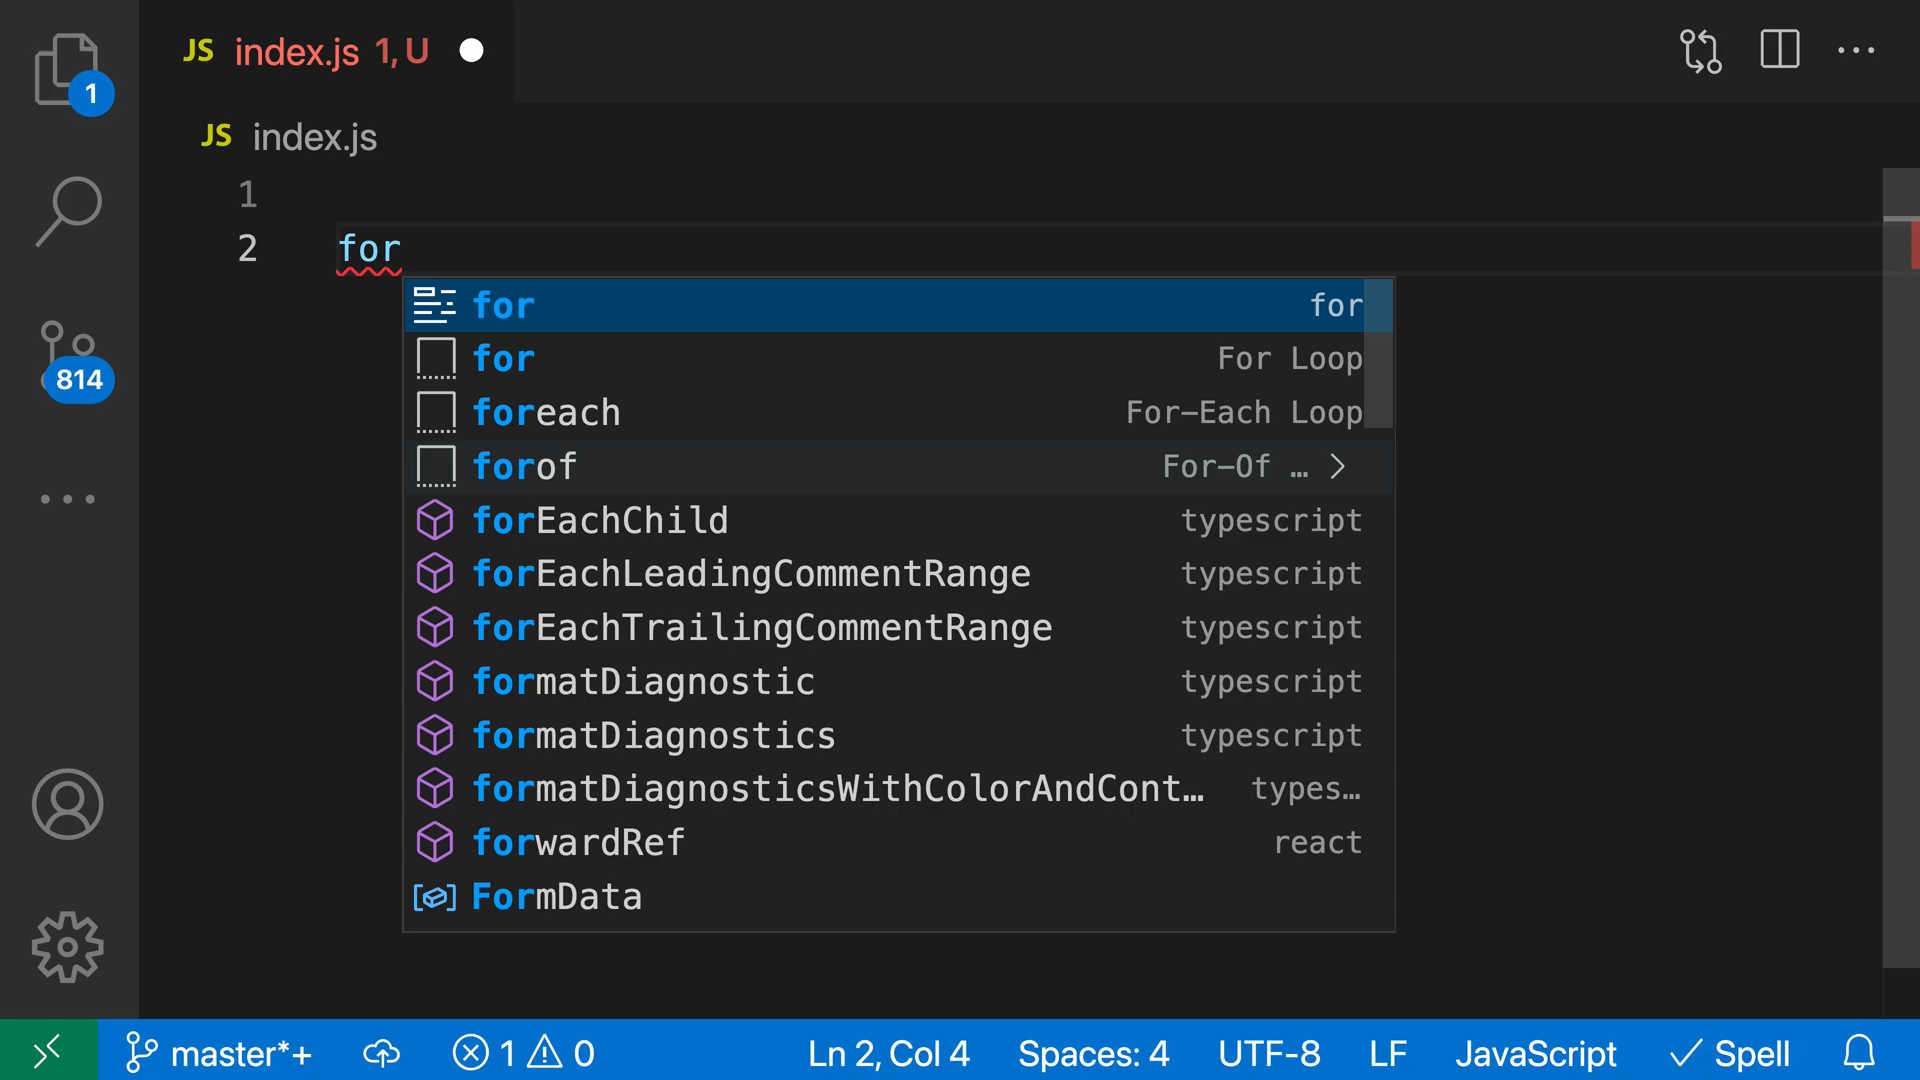 JS index.js 1, U
1
JS index.js
1
2 for
for for
for For Loop
foreach For-Each Loop
814
forof For-Of …
forEachChild typescript
forEachLeadingCommentRange typescript
forEachTrailingCommentRange typescript
formatDiagnostic typescript
formatDiagnostics typescript
formatDiagnosticsWithColorAndCont… types…
forwardRef react
FormData
master*+ 1 0 Ln 2, Col 4 Spaces: 4 UTF-8 LF JavaScript Spell